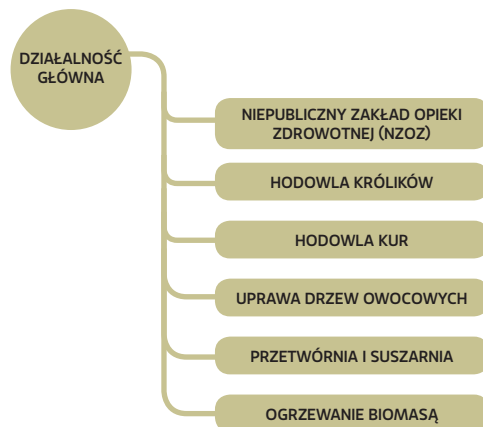 DZIAŁALNOŚĆ
GŁÓWNA
NIEPUBLICZNY ZAKŁAD OPIEKI
ZDROWOTNEJ (NZOZ)
HODOWLA KRÓLIKÓW
HODOWLA KUR
UPRAWA DRZEW OWOCOWYCH
PRZETWÓRNIA I SUSZARNIA
OGRZEWANIE BIOMASĄ